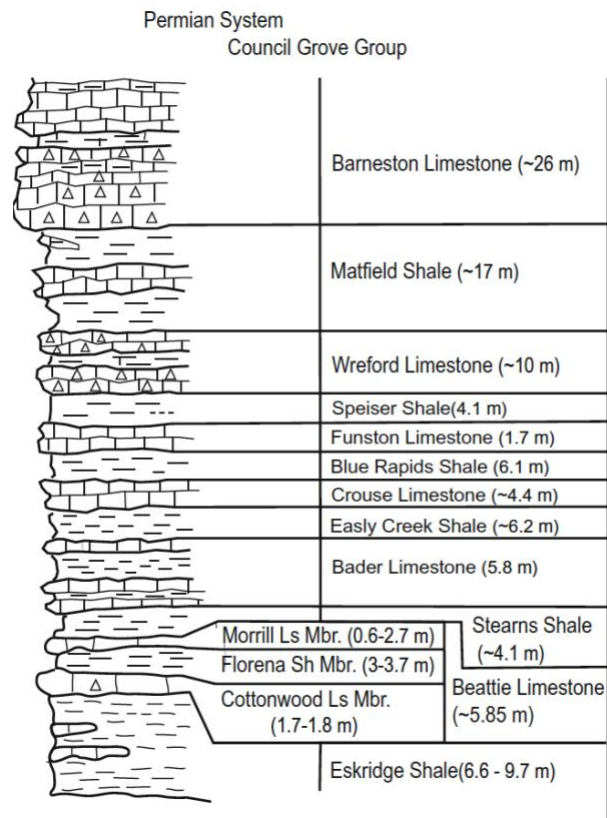 Permian System
Council Grove Group
Barneston Limestone (~26 m)
Matfield Shale (~17 m)
Wreford Limestone (~10 m)
Speiser Shale(4.1 m)
Funston Limestone (1.7 m)
Blue Rapids Shale (6.1 m)
Crouse Limestone (~4.4 m)
Easly Creek Shale (~6.2 m)
Bader Limestone (5.8 m)
Morrill Ls Mbr. (0.6-2.7 m)
Florena Sh Mbr. (3-3.7 m)
Cottonwood Ls Mbr.
(1.7-1.8 m)
Stearns Shale
(~4.1 m)
Beattie Limestone
(~5.85 m)
Eskridge Shale(6.6 - 9.7 m)